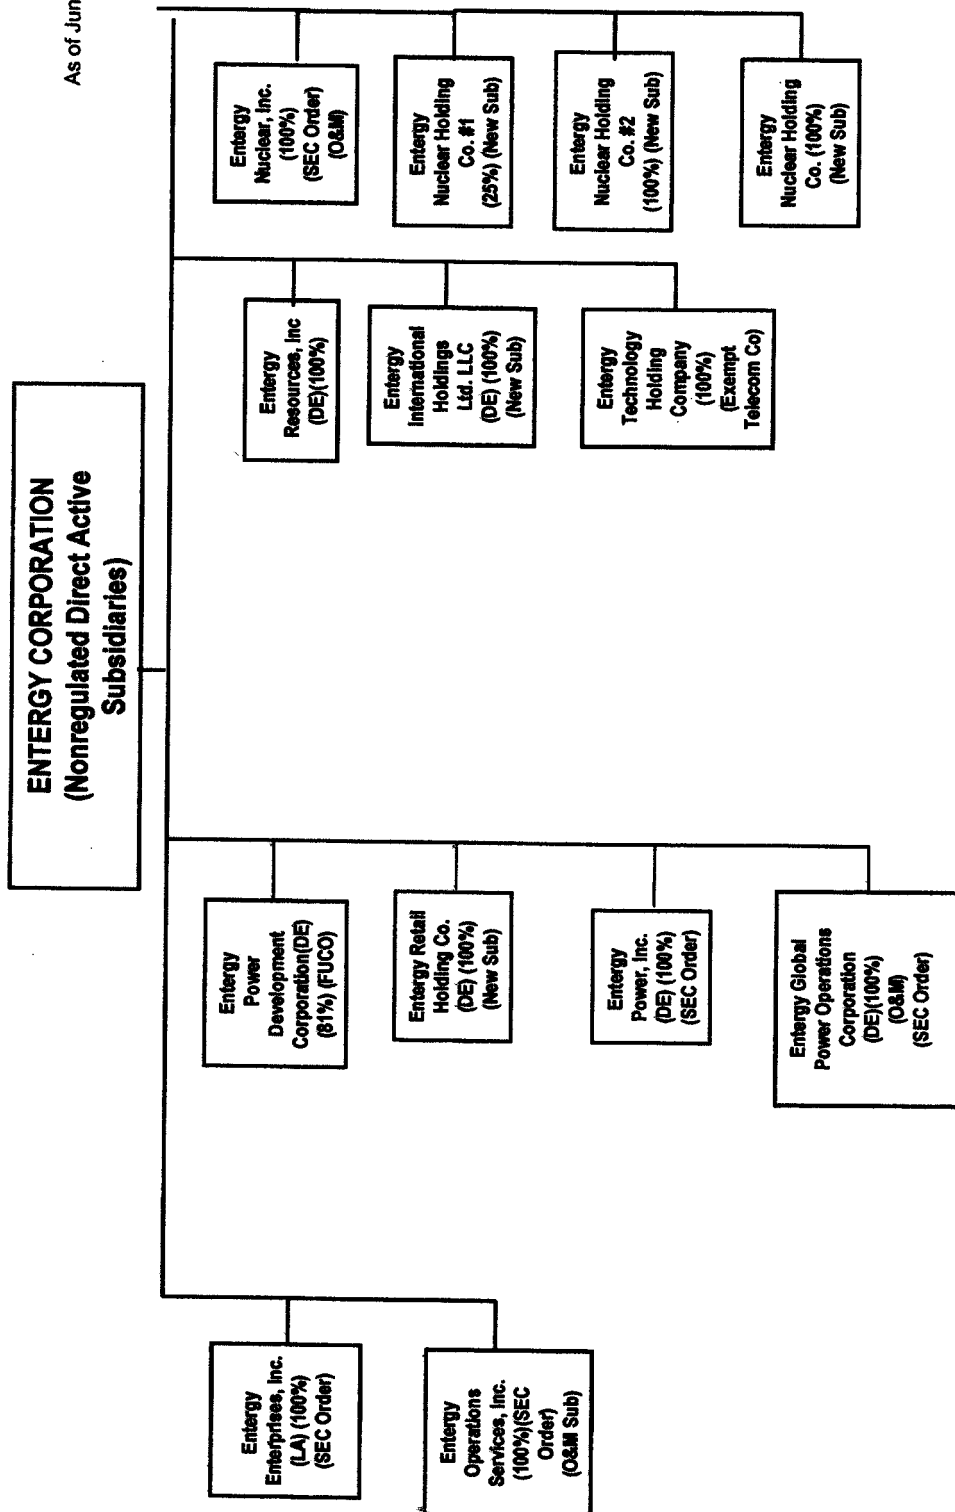 As of Jun
ENTERGY CORPORATION
(Nonregulated Direct Active
Subsidiaries)
Entergy
Enterprises, Inc.
(LA) (100%)
(SEC Order)
Entergy
Operations
Services, Inc.
(100%)(SEC
Order)
(O&M Sub)
Entergy
Power
Development
Corporation(DE)
(81%) (FUCO)
Entergy Retail
Holding Co.
(DE) (100%)
(New Sub)
Entergy
Power, Inc.
(DE) (100%)
(SEC Order)
Entergy Global
Power Operations
Corporation
(DE)(100%)
(O&M)
(SEC Order)
Entergy
Resources, Inc
(DE)(100%)
Entergy
International
Holdings
Ltd. LLC
(DE) (100%)
(New Sub)
Entergy
Technology
Holding
Company
(100%)
(Exempt
Telecom Co)
Entergy
Nuclear, Inc.
(100%)
(SEC Order)
(O&M)
Entergy
Nuclear Holding
Co. #1
(25%) (New Sub)
Entergy
Nuclear Holding
Co. #2
(100%) (New Sub)
Entergy
Nuclear Holding
Co. (100%)
(New Sub)